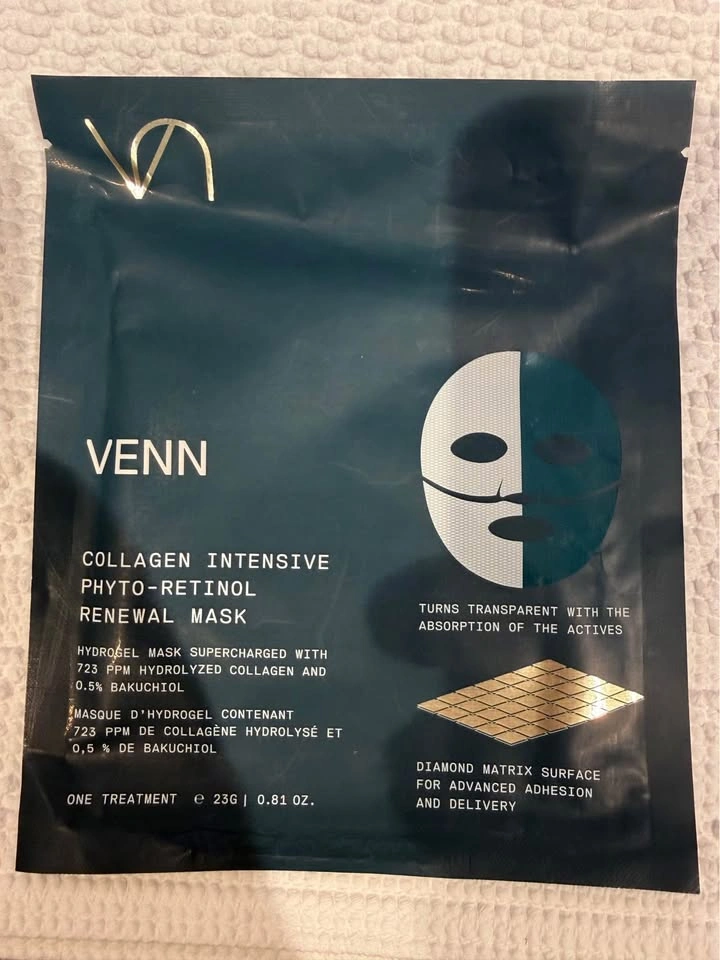 VENN
COLLAGEN INTENSIVE
PHYTO-RETINOL
RENEWAL MASK
HYDROGEL MASK SUPERCHARGED WITH
723 PPM HYDROLYZED COLLAGEN AND
0.5% BAKUCHIOL
MASQUE D'HYDROGEL CONTENANT
723 PPM DE COLLAGÈNE HYDROLYSÉ ET
0,5 % DE BAKUCHIOL
ONE TREATMENT ℮ 23G | 0.81 OZ.
TURNS TRANSPARENT WITH THE
ABSORPTION OF THE ACTIVES
DIAMOND MATRIX SURFACE
FOR ADVANCED ADHESION
AND DELIVERY